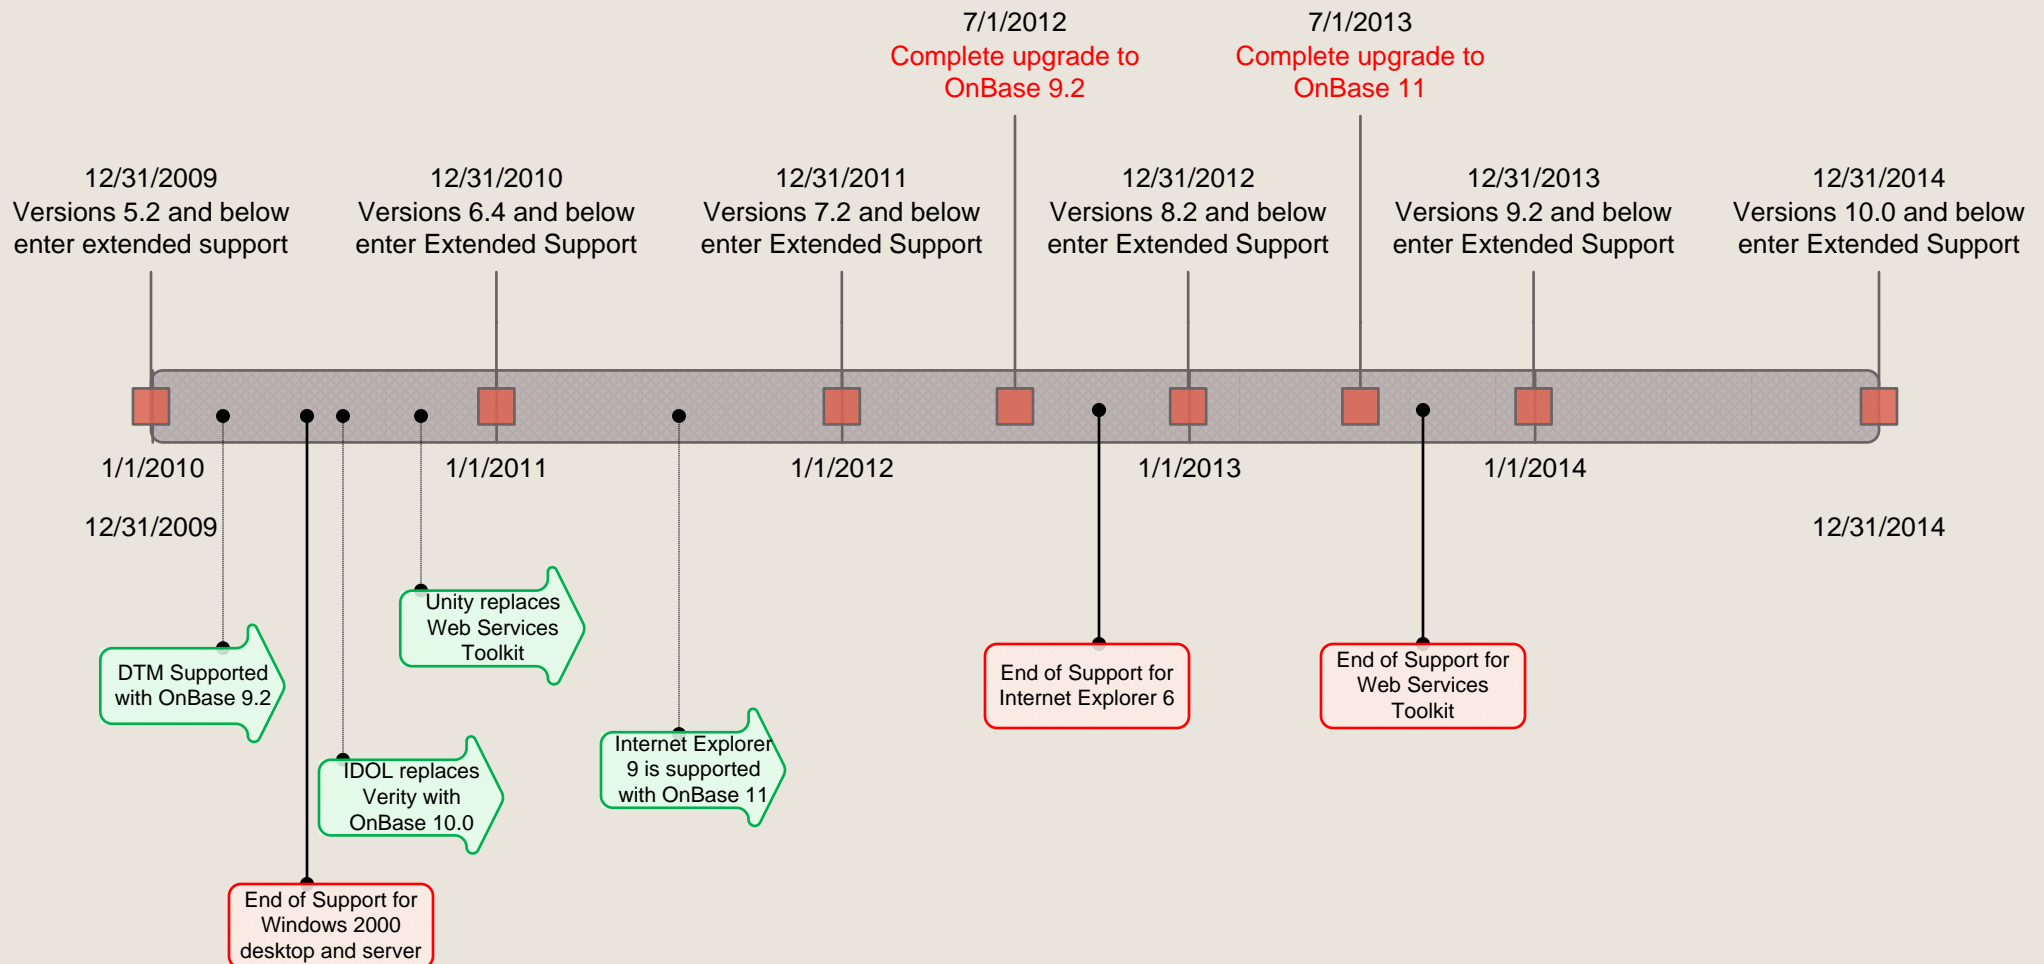 7/1/2012
Complete upgrade to
OnBase 9.2
7/1/2013
Complete upgrade to
OnBase 11
12/31/2009
Versions 5.2 and below
enter extended support
12/31/2010
Versions 6.4 and below
enter Extended Support
12/31/2011
Versions 7.2 and below
enter Extended Support
12/31/2012
Versions 8.2 and below
enter Extended Support
12/31/2013
Versions 9.2 and below
enter Extended Support
12/31/2014
Versions 10.0 and below
enter Extended Support
1/1/2010
1/1/2011
1/1/2012
1/1/2013
1/1/2014
12/31/2009
12/31/2014
Unity replaces
Web Services
Toolkit
DTM Supported
with OnBase 9.2
End of Support for
Internet Explorer 6
End of Support for
Web Services
Toolkit
Internet Explorer
9 is supported
with OnBase 11
IDOL replaces
Verity with
OnBase 10.0
End of Support for
Windows 2000
desktop and server